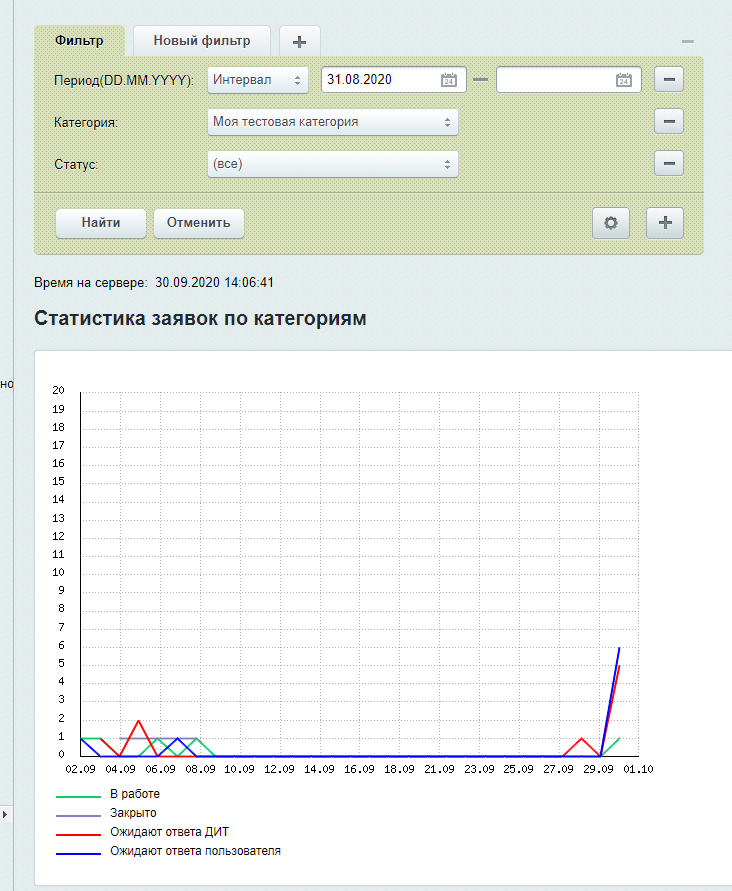 Фильтр Новый фильтр
Период(DD.MM.YYYY): Интервал 31.08.2020 24 24
Категория: Моя тестовая категория
Статус: (все)
Найти Отменить
Время на сервере: 30.09.2020 14:06:41
Статистика заявок по категориям
но
20
19
18
17
16
15
14
13
12
11
10
9
8
7
6
5
4
3
2
1
0
02.09 04.09 06.09 08.09 10.09 12.09 14.09 16.09 18.09 21.09 23.09 25.09 27.09 29.09 01.10
В работе
Закрыто
Ожидают ответа ДИТ
Ожидают ответа пользователя